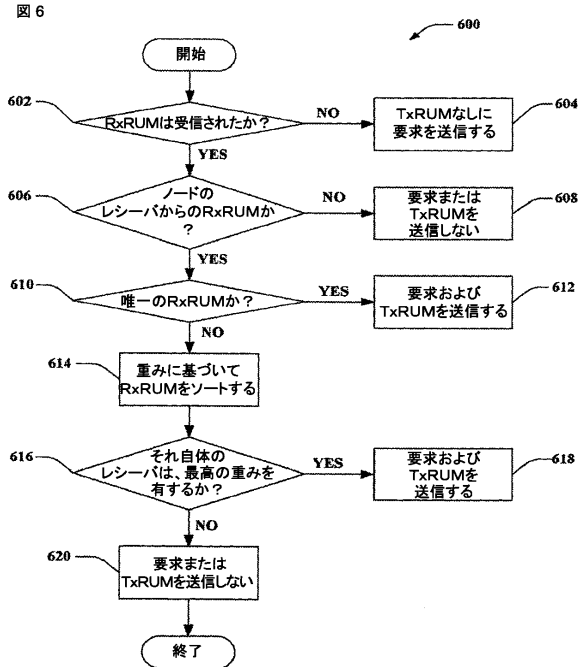 図6
600
開始
602
RxRUMは受信されたか?
NO
TxRUMなしに
要求を送信する
604
YES
606
ノードの
レシーバからのRxRUMか
?
NO
要求または
TxRUMを
送信しない
608
YES
610
唯一のRxRUMか?
YES
要求および
TxRUMを送信する
612
NO
614
重みに基づいて
RxRUMをソートする
616
それ自体の
レシーバは、最高の重みを
有するか?
YES
要求および
TxRUMを
送信する
618
NO
620
要求または
TxRUMを送信しない
終了